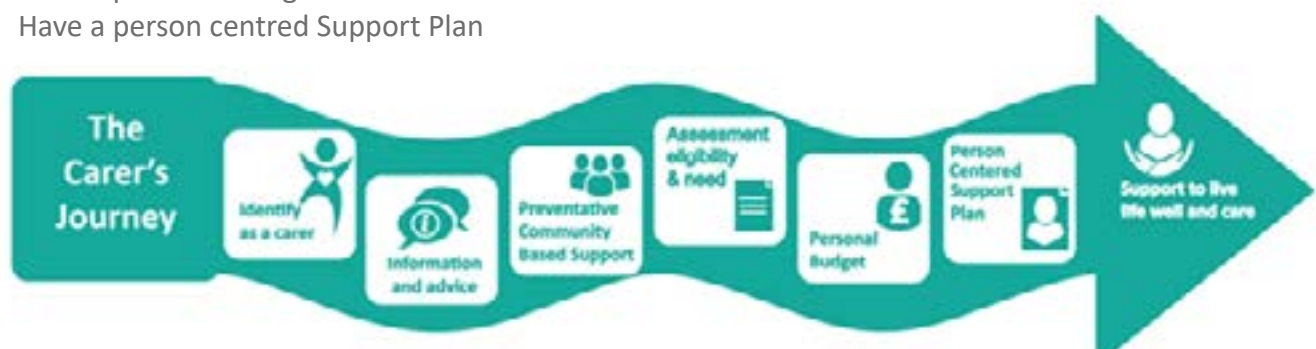 Have a person centred Support Plan
The
Carer's
Journey
Identify
as a carer
Information
and advice
Preventative
Community
Based Support
Assessment
eligibility
& need
£
Personal
Budget
Person
Centered
Support
Plan
Support to live
life well and care